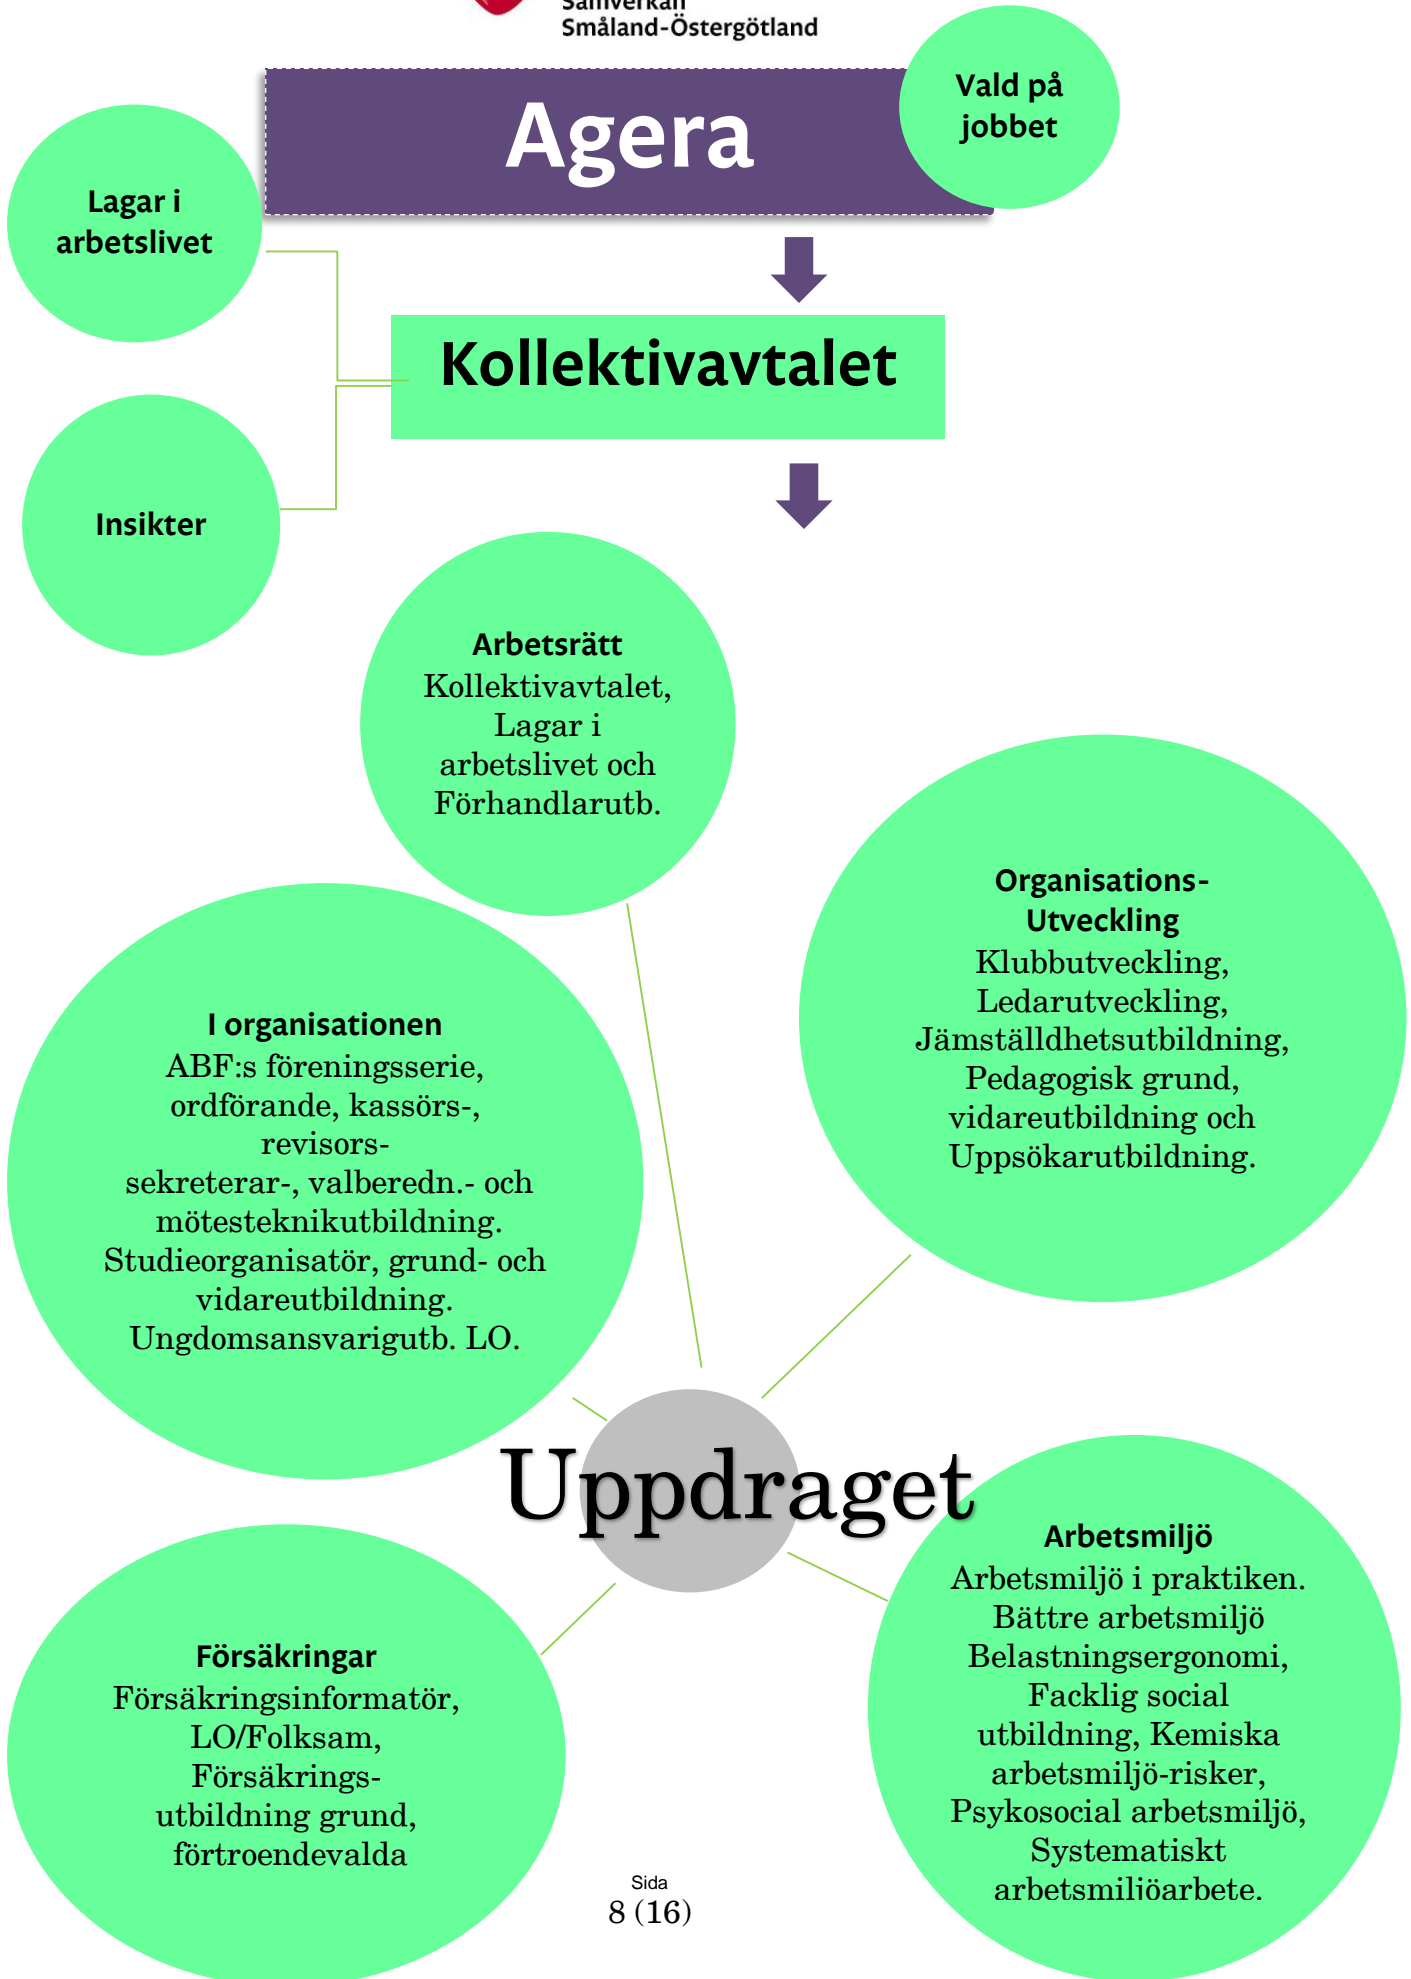 Samverkan
Småland-Östergötland
Agera
Vald på
jobbet
Lagar i
arbetslivet
Kollektivavtalet
Insikter
Arbetsrätt
Kollektivavtalet,
Lagar i
arbetslivet och
Förhandlarutb.
Organisations-
Utveckling
Klubbutveckling,
Ledarutveckling,
Jämställdhetsutbildning,
Pedagogisk grund,
vidareutbildning och
Uppsökarutbildning.
I organisationen
ABF:s föreningsserie,
ordförande, kassörs-,
revisors-
sekreterar-, valberedn.- och
mötesteknikutbildning.
Studieorganisatör, grund- och
vidareutbildning.
Ungdomsansvarigutb. LO.
Uppdraget
Arbetsmiljö
Arbetsmiljö i praktiken.
Bättre arbetsmiljö
Belastningsergonomi,
Facklig social
utbildning, Kemiska
arbetsmiljö-risker,
Psykosocial arbetsmiljö,
Systematiskt
arbetsmiljöarbete.
Försäkringar
Försäkringsinformatör,
LO/Folksam,
Försäkrings-
utbildning grund,
förtroendevalda
Sida
8 (16)